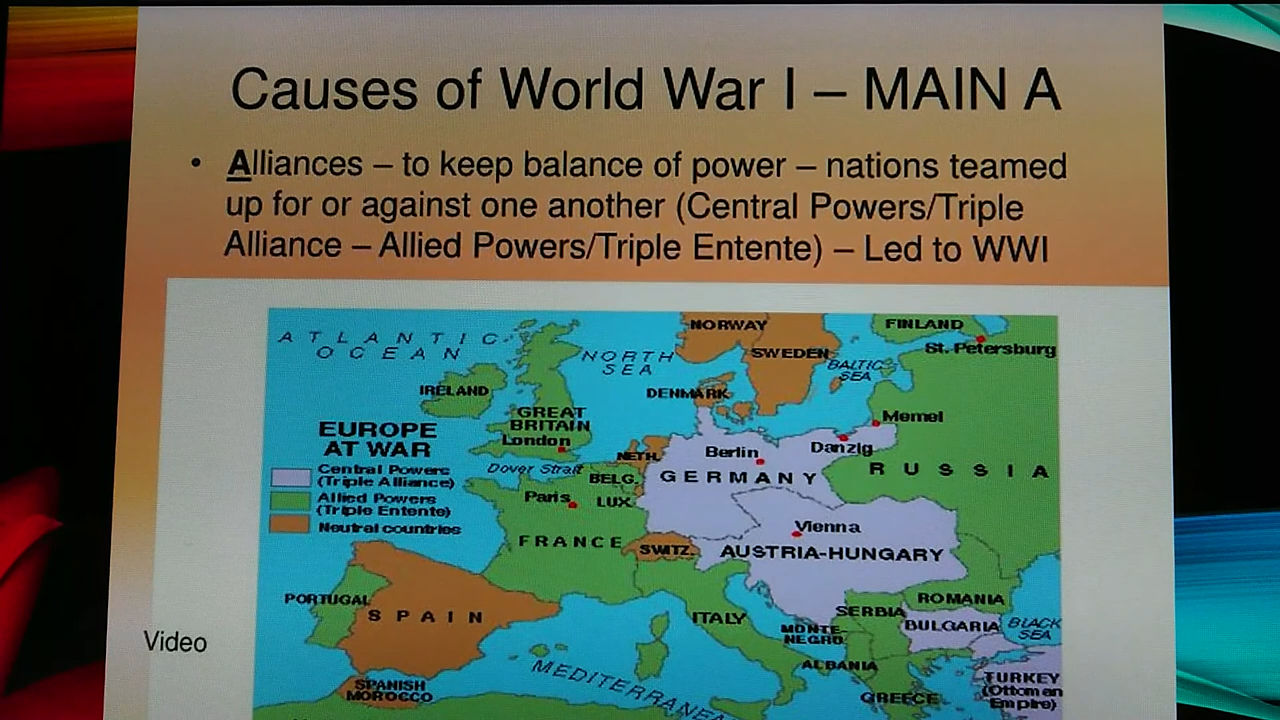 Causes of World War I – MAIN A
• Alliances – to keep balance of power – nations teamed
up for or against one another (Central Powers/Triple
Alliance – Allied Powers/Triple Entente) – Led to WWI
ATLANTIC
OCEAN
NORTH
SEA
NORWAY
SWEDEN
FINLAND
St. Petersburg
BALTIC
SEA
IRELAND
DENMARK
GREAT
BRITAIN
London
Memel
EUROPE
AT WAR
Central Powers
(Triple Alliance)
Allied Powers
(Triple Entente)
Neutral countries
Berlin
Danzig
NETH.
Dover Strait
BELG.
GERMANY
RUSSIA
Paris
LUX.
Vienna
FRANCE
SWITZ.
AUSTRIA-HUNGARY
PORTUGAL
SPAIN
ITALY
SERBIA
ROMANIA
BULGARIA
BLACK
SEA
MONTE
NEGRO
ALBANIA
Video
MEDITERRANEA
SPANISH
MOROCCO
GREECE
TURKEY
(Ottoman
Empire)